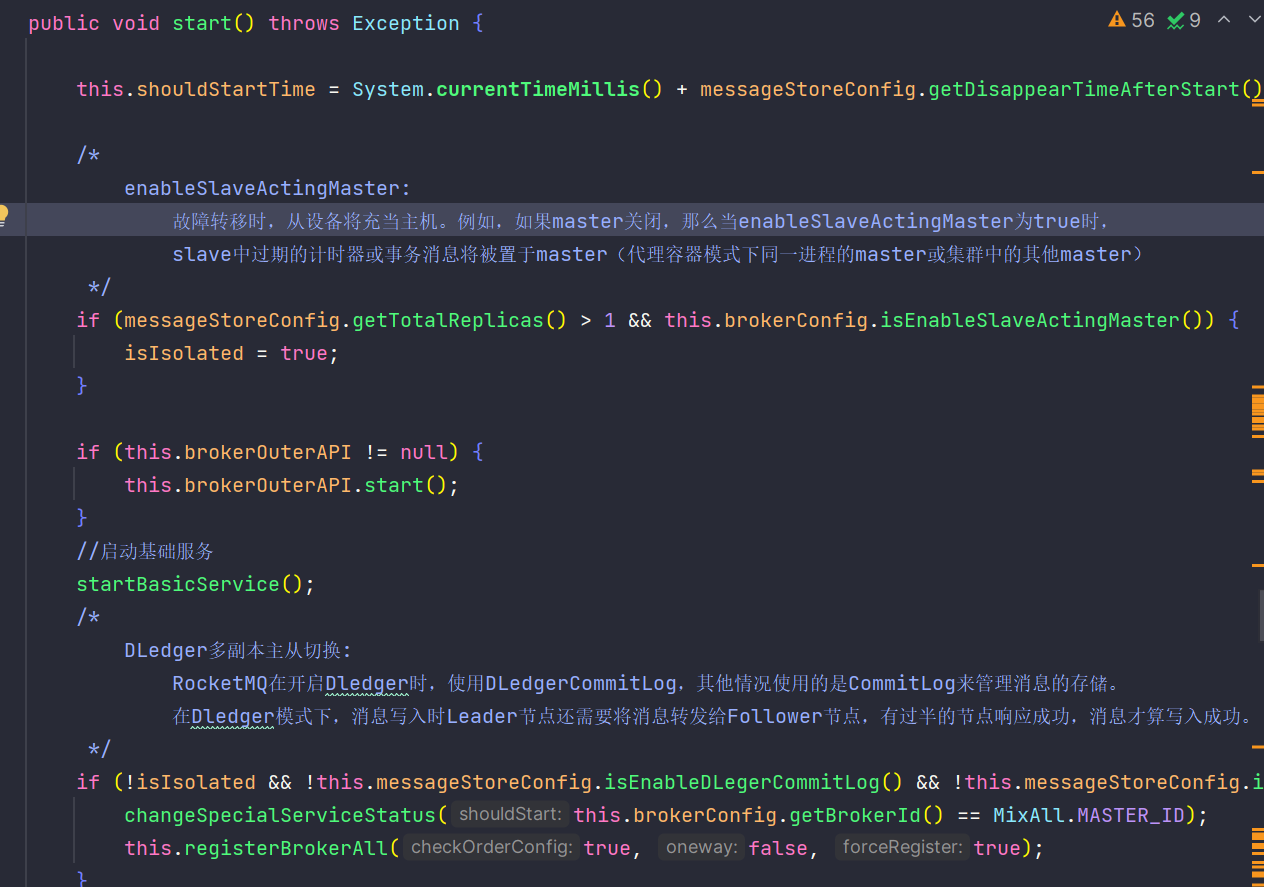 public void start() throws Exception {
56 9
this.shouldStartTime = System.currentTimeMillis() + messageStoreConfig.getDisappearTimeAfterStart()
/*
enableSlaveActingMaster:
故障转移时，从设备将充当主机。例如，如果master关闭，那么当enableSlaveActingMaster为true时，
slave中过期的计时器或事务消息将被置于master（代理容器模式下同一进程的master或集群中的其他master）
*/
if (messageStoreConfig.getTotalReplicas() > 1 && this.brokerConfig.isEnableSlaveActingMaster()) {
isIsolated = true;
}
if (this.brokerOuterAPI != null) {
this.brokerOuterAPI.start();
}
//启动基础服务
startBasicService();
/*
DLedger多副本主从切换：
RocketMQ在开启Dledger时，使用DLedgerCommitLog，其他情况使用的是CommitLog来管理消息的存储。
在Dledger模式下，消息写入时Leader节点还需要将消息转发给Follower节点，有过半的节点响应成功，消息才算写入成功。
*/
if (!isIsolated && !this.messageStoreConfig.isEnableDLegerCommitLog() && !this.messageStoreConfig.i
changeSpecialServiceStatus( shouldStart: this.brokerConfig.getBrokerId() == MixAll.MASTER_ID);
this.registerBrokerAll( checkOrderConfig: true, oneway: false, forceRegister: true);
}